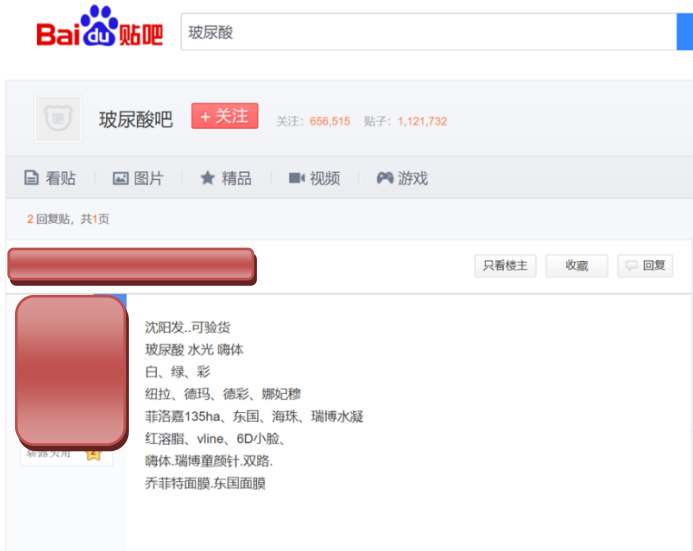 Baidu贴吧
玻尿酸
玻尿酸吧
+ 关注
关注: 656,515 贴子: 1,121,732
看贴 图片 精品 视频 游戏
2 回复贴，共1页
只看楼主 收藏 回复
沈阳发..可验货
玻尿酸 水光 嗨体
白、绿、彩
纽拉、德玛、德彩、娜妃穆
菲洛嘉135ha、东国、海珠、瑞博水凝
红溶脂、vline、6D小脸、
嗨体.瑞博童颜针.双路.
乔菲特面膜.东国面膜